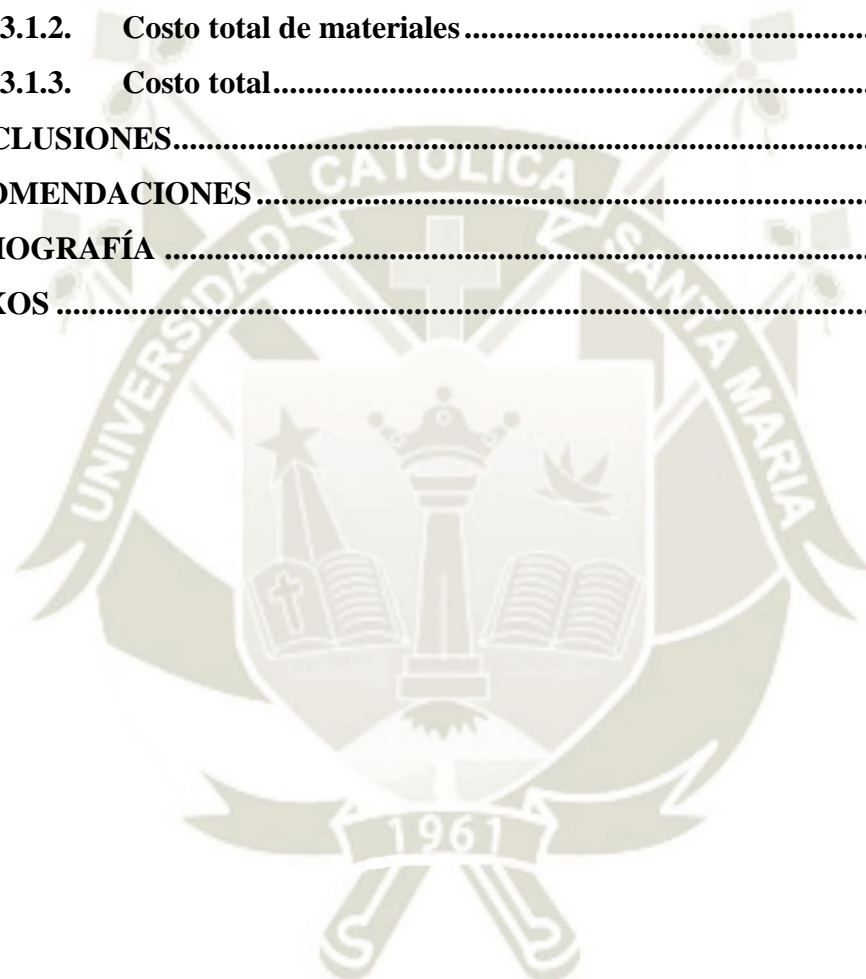 3.1.2. Costo total de materiales................................................
3.1.3. Costo total................................................................................
CLUSIONES................................................................................
OMENDACIONES................................................................................
IOGRAFÍA................................................................................
XOS................................................................................
UNIVERSIDAD CATOLICA SANTA MARIA
1961